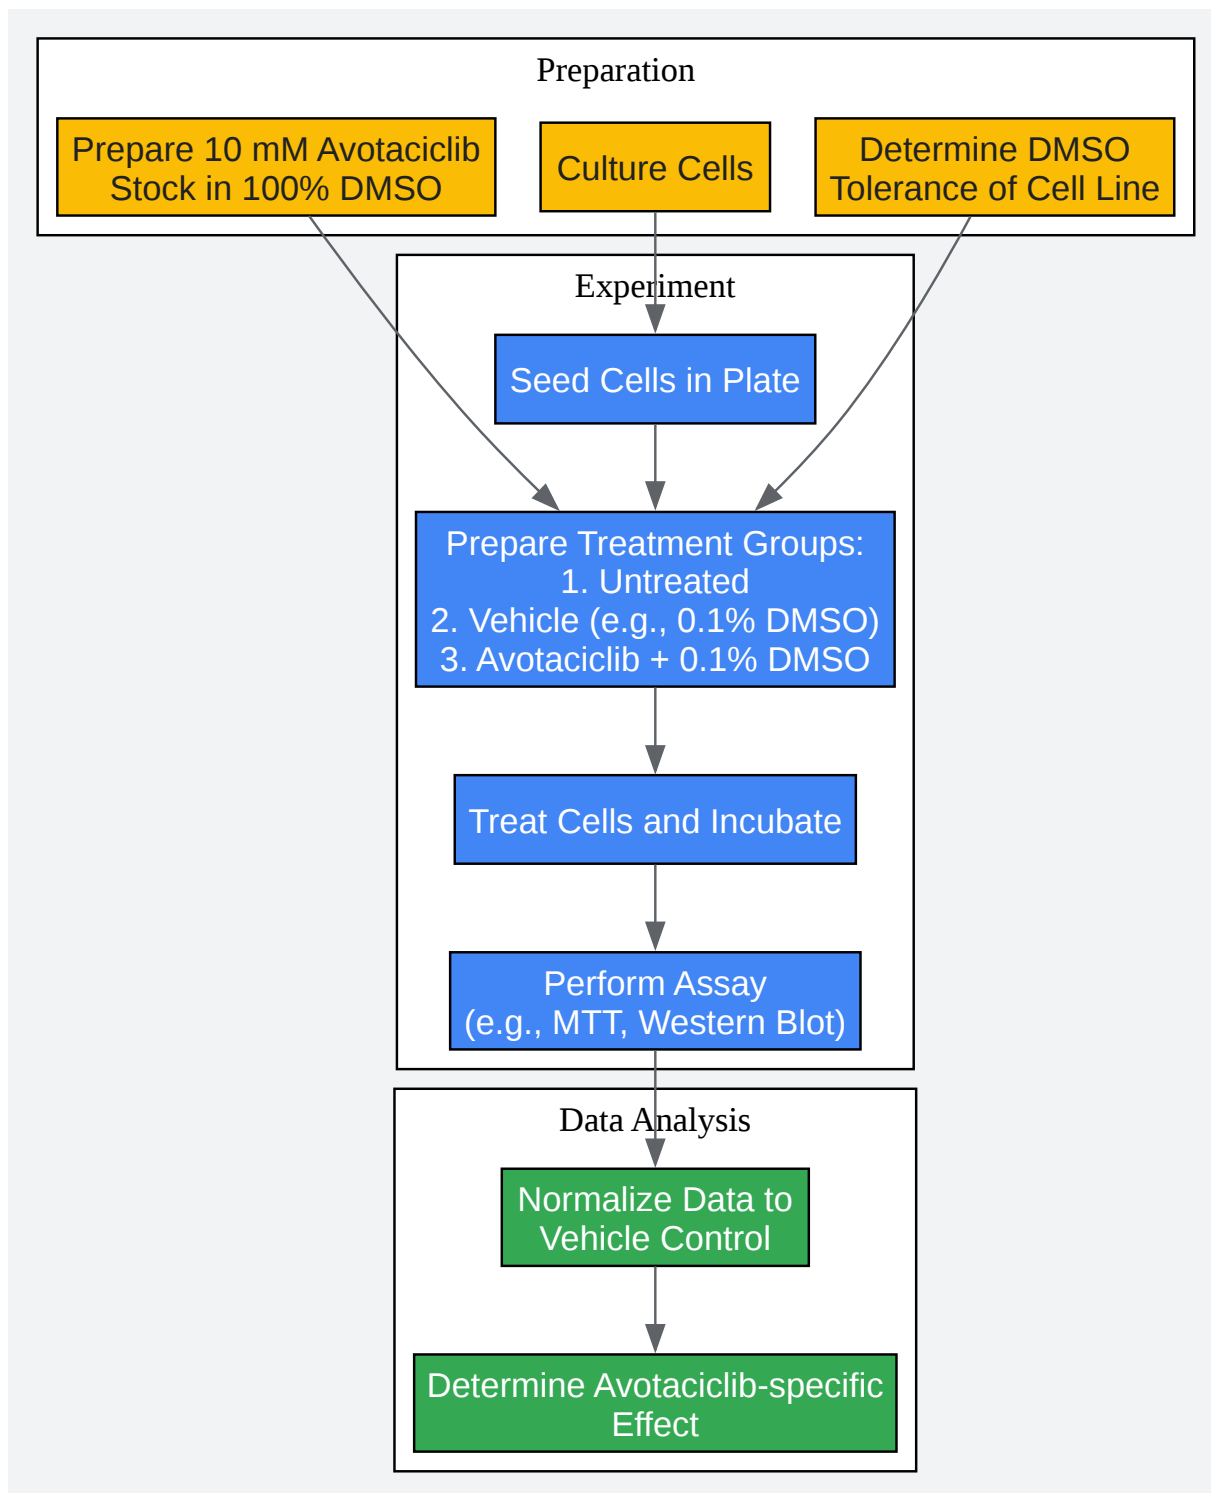 Preparation
Prepare 10 mM Avotaciclib
Stock in 100% DMSO
Culture Cells
Determine DMSO
Tolerance of Cell Line
Experiment
Seed Cells in Plate
Prepare Treatment Groups:
1. Untreated
2. Vehicle (e.g., 0.1% DMSO)
3. Avotaciclib + 0.1% DMSO
Treat Cells and Incubate
Perform Assay
(e.g., MTT, Western Blot)
Data Analysis
Normalize Data to
Vehicle Control
Determine Avotaciclib-specific
Effect